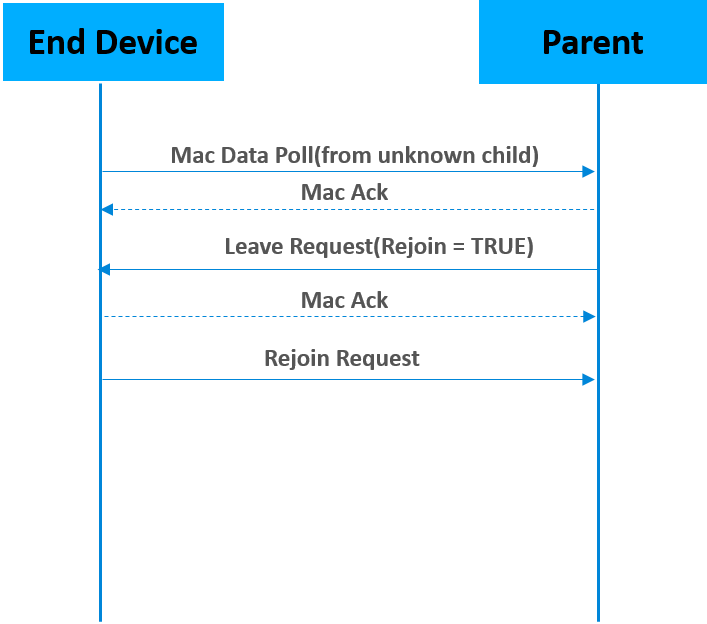 End Device
Parent
Mac Data Poll(from unknown child)
Mac Ack
Leave Request(Rejoin = TRUE)
Mac Ack
Rejoin Request